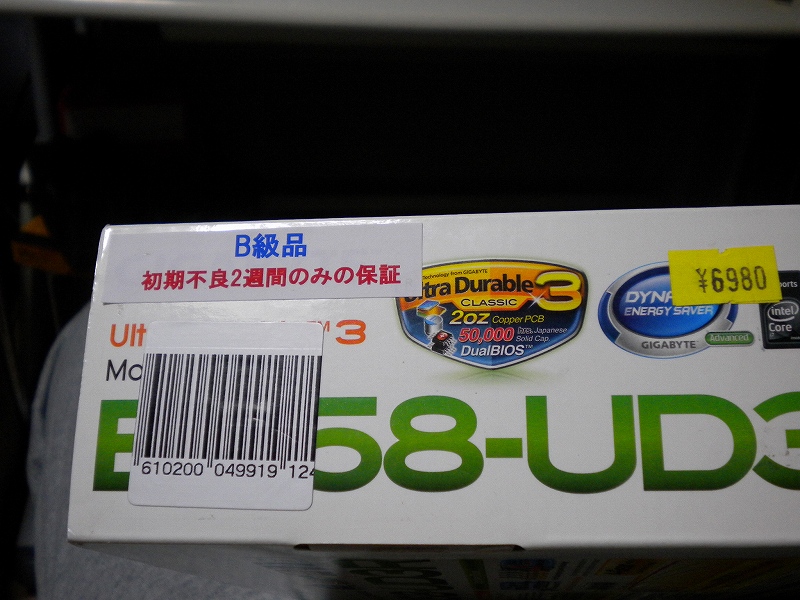 B級品
初期不良2週間のみの保証
Technology from GIGABYTE
Ultra Durable 3
CLASSIC
2oz Copper PCB
50,000 hrs. Japanese Solid Cap.
DualBIOS™
ENERGY SAVER
GIGABYTE
Advanced
¥6980
intel
Core
Ult ™ 3
Mo
58-UD3
610200 049919 124